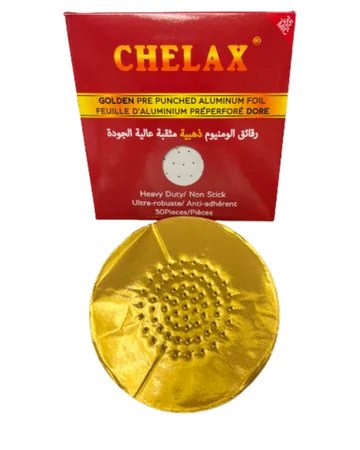 CHELAX®
GOLDEN PRE PUNCHED ALUMINUM FOIL
FEUILLE D'ALUMINIUM PRÉPERFORÉ DORE
رقائق الومنيوم ذهبية مثقبة عالية الجودة
Heavy Duty/ Non Stick
Ultra-robuste/ Anti-adhérent
30Pieces/Pièces